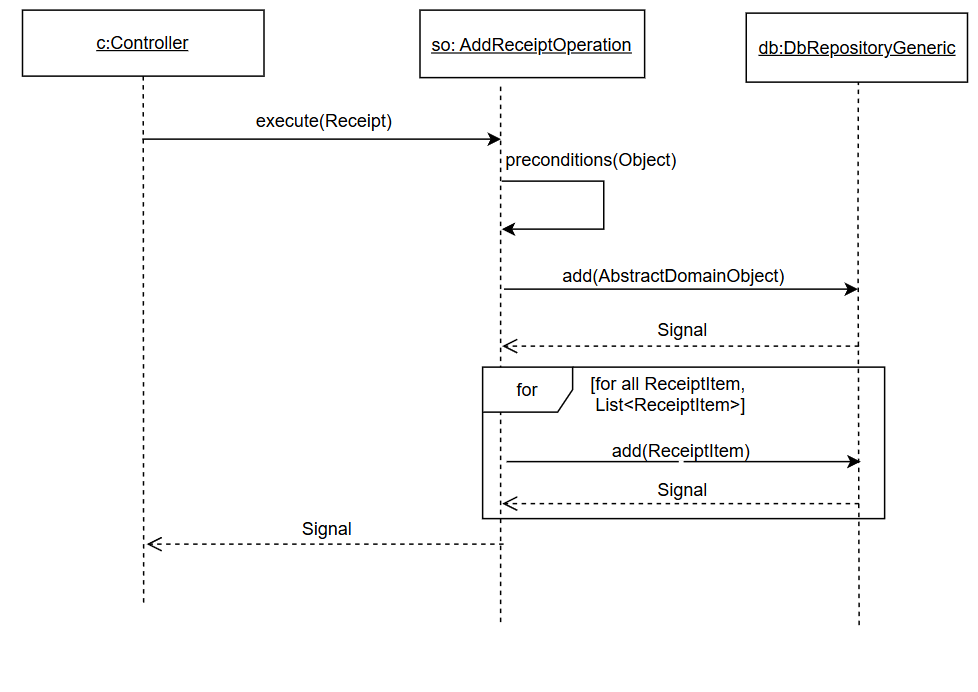 c:Controller
so: AddReceiptOperation
db:DbRepositoryGeneric
execute(Receipt)
preconditions(Object)
add(AbstractDomainObject)
Signal
for
[for all ReceiptItem,
List<ReceiptItem>]
add(ReceiptItem)
Signal
Signal